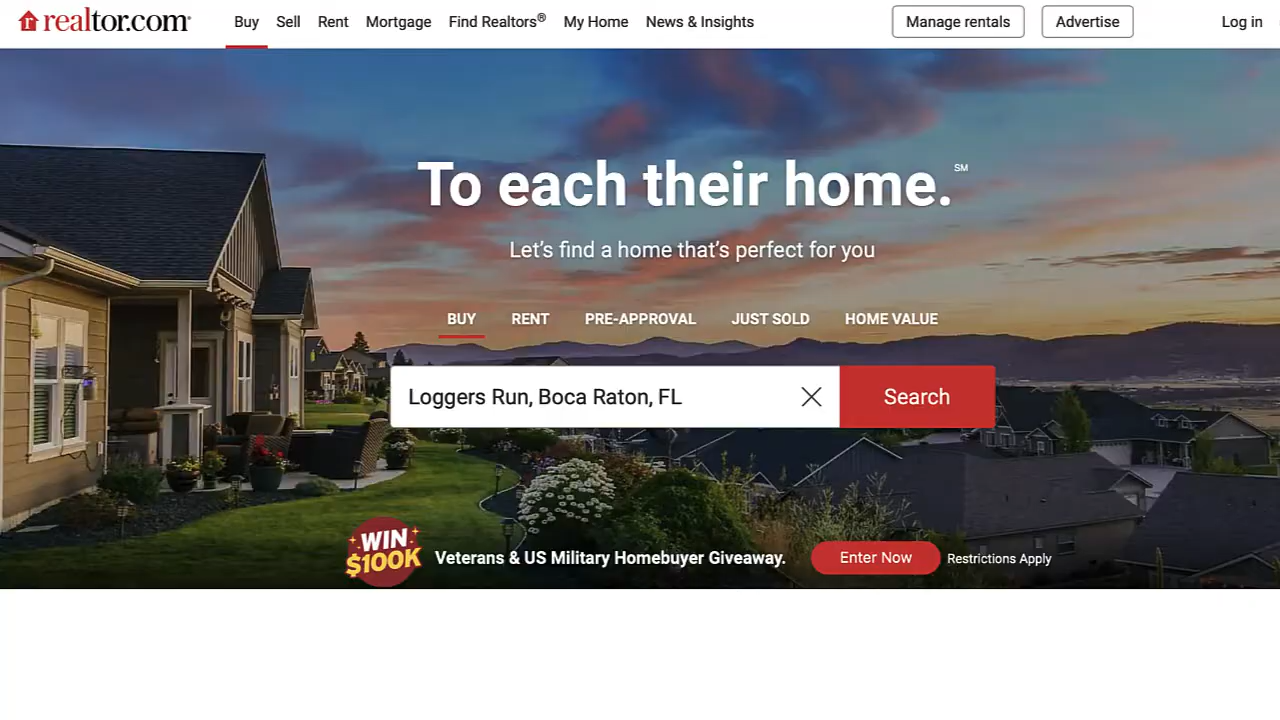 realtor.com®
Buy Sell Rent Mortgage Find Realtors® My Home News & Insights Manage rentals Advertise Log in
To each their home.℠
Let's find a home that's perfect for you
BUY RENT PRE-APPROVAL JUST SOLD HOME VALUE
Loggers Run, Boca Raton, FL Search
WIN
$100K
Veterans & US Military Homebuyer Giveaway. Enter Now Restrictions Apply